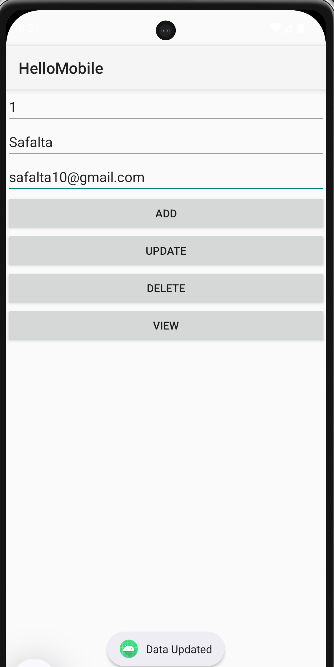 HelloMobile
1
Safalta
safalta10@gmail.com
ADD
UPDATE
DELETE
VIEW
Data Updated